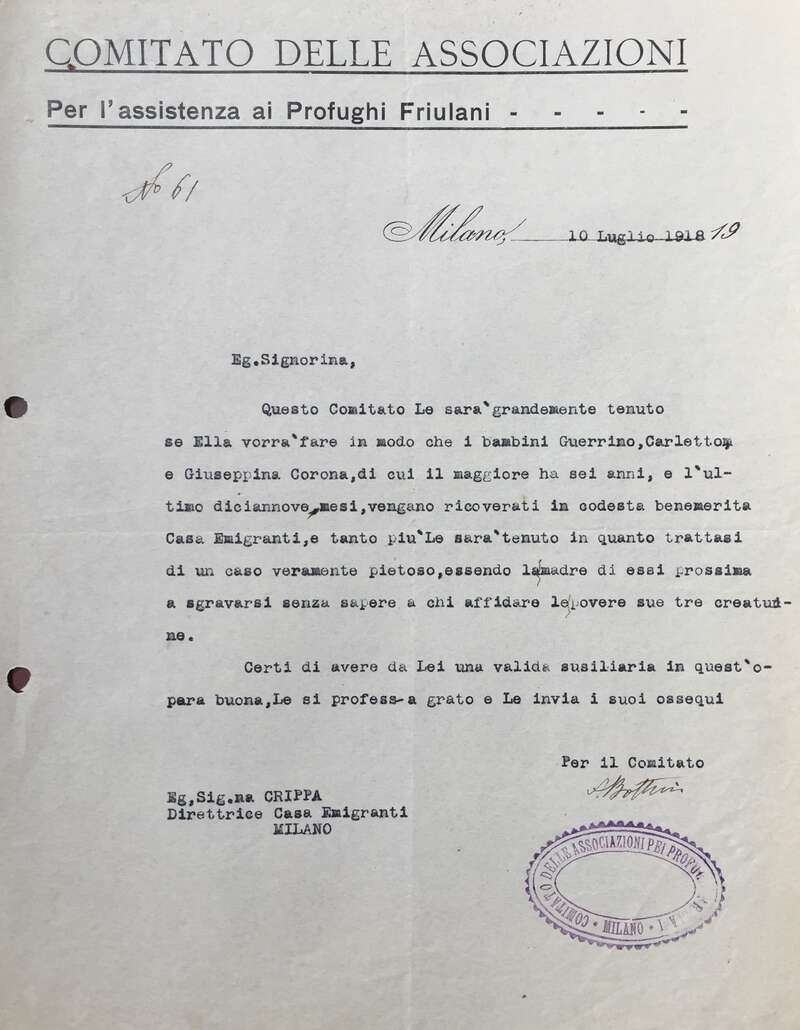 COMITATO DELLE ASSOCIAZIONI
Per l'assistenza ai Profughi Friulani - - - - -
No 61
Milano, 10 Luglio 1918 19
Eg.Signorina,
Questo Comitato Le sara`grandemente tenuto
se Ella vorra`fare in modo che i bambini Guerrino,Carletto,
e Giuseppina Corona,di cui il maggiore ha sei anni, e l`ul-
timo diciannove mesi,vengano ricoverati in codesta benemerita
Casa Emigranti,e tanto piu`Le sara`tenuto in quanto trattasi
di un caso veramente pietoso,essendo la madre di essi prossima
a sgravarsi senza sapere a chi affidare le povere sue tre creatui-
ne.
Certi di avere da Lei una valida susiliaria in quest`o-
para buona,Le si profess-a grato e Le invia i suoi ossequi
Per il Comitato
Eg,Sig.na CRIPPA
Direttrice Casa Emigranti
MILANO
COMITATO DELLE ASSOCIAZIONI PEI PROFU
MILANO